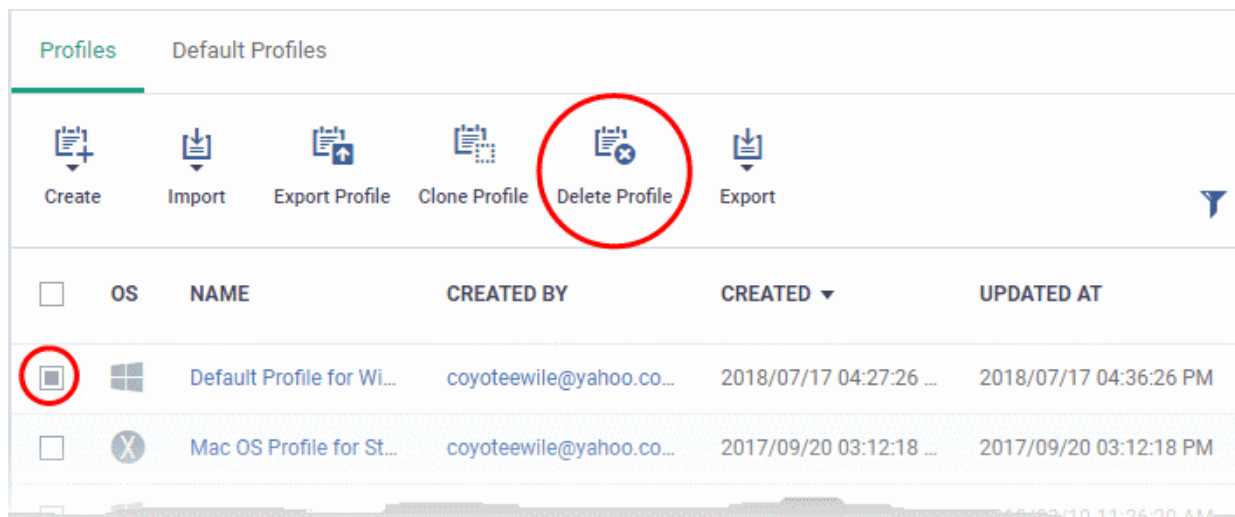 Profiles Default Profiles
Create Import Export Profile Clone Profile Delete Profile Export
OS NAME CREATED BY CREATED UPDATED AT
Default Profile for Wi... coyoteewile@yahoo.co... 2018/07/17 04:27:26 ... 2018/07/17 04:36:26 PM
Mac OS Profile for St... coyoteewile@yahoo.co... 2017/09/20 03:12:18 ... 2017/09/20 03:12:18 PM